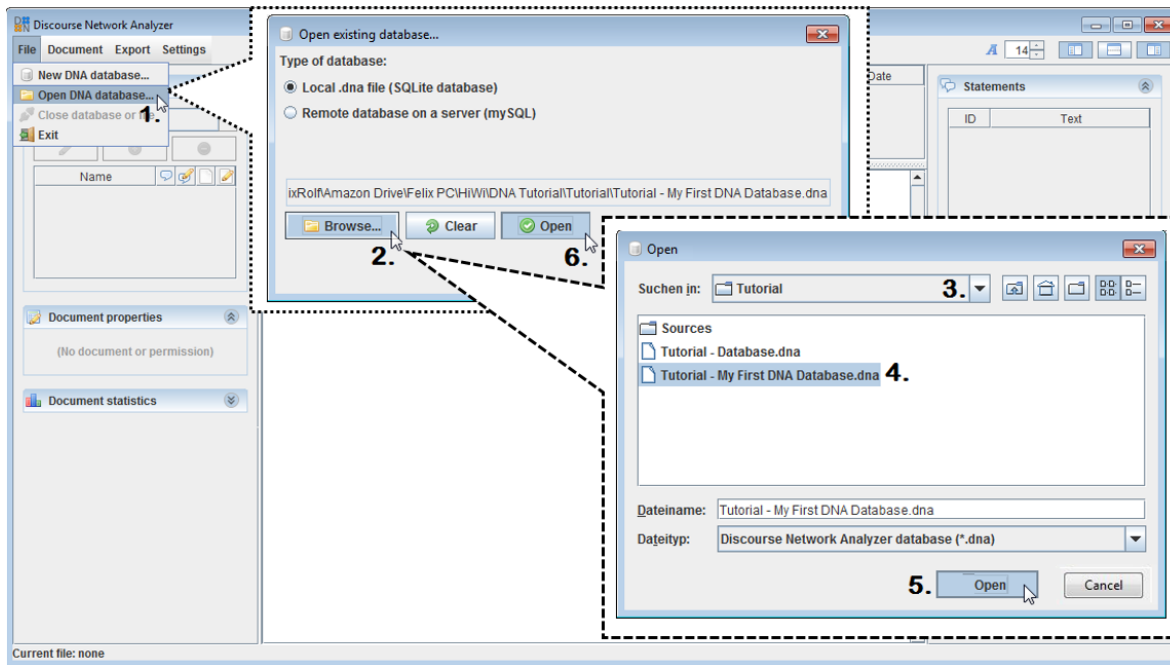 Discourse Network Analyzer
File Document Export Settings
14
New DNA database...
Open DNA database...
1.
Close database or file
Exit
Name
Document properties
(No document or permission)
Document statistics
Current file: none
Open existing database...
Type of database:
Local .dna file (SQLite database)
Remote database on a server (mySQL)
ixRolf\Amazon Drive\Felix PC\HiWi\DNA Tutorial\Tutorial\Tutorial - My First DNA Database.dna
Browse... Clear Open
2. 6.
Date
Statements
ID Text
Open
Suchen in: Tutorial 3.
Sources
Tutorial - Database.dna
Tutorial - My First DNA Database.dna 4.
Dateiname: Tutorial - My First DNA Database.dna
Dateityp: Discourse Network Analyzer database (*.dna)
5. Open Cancel